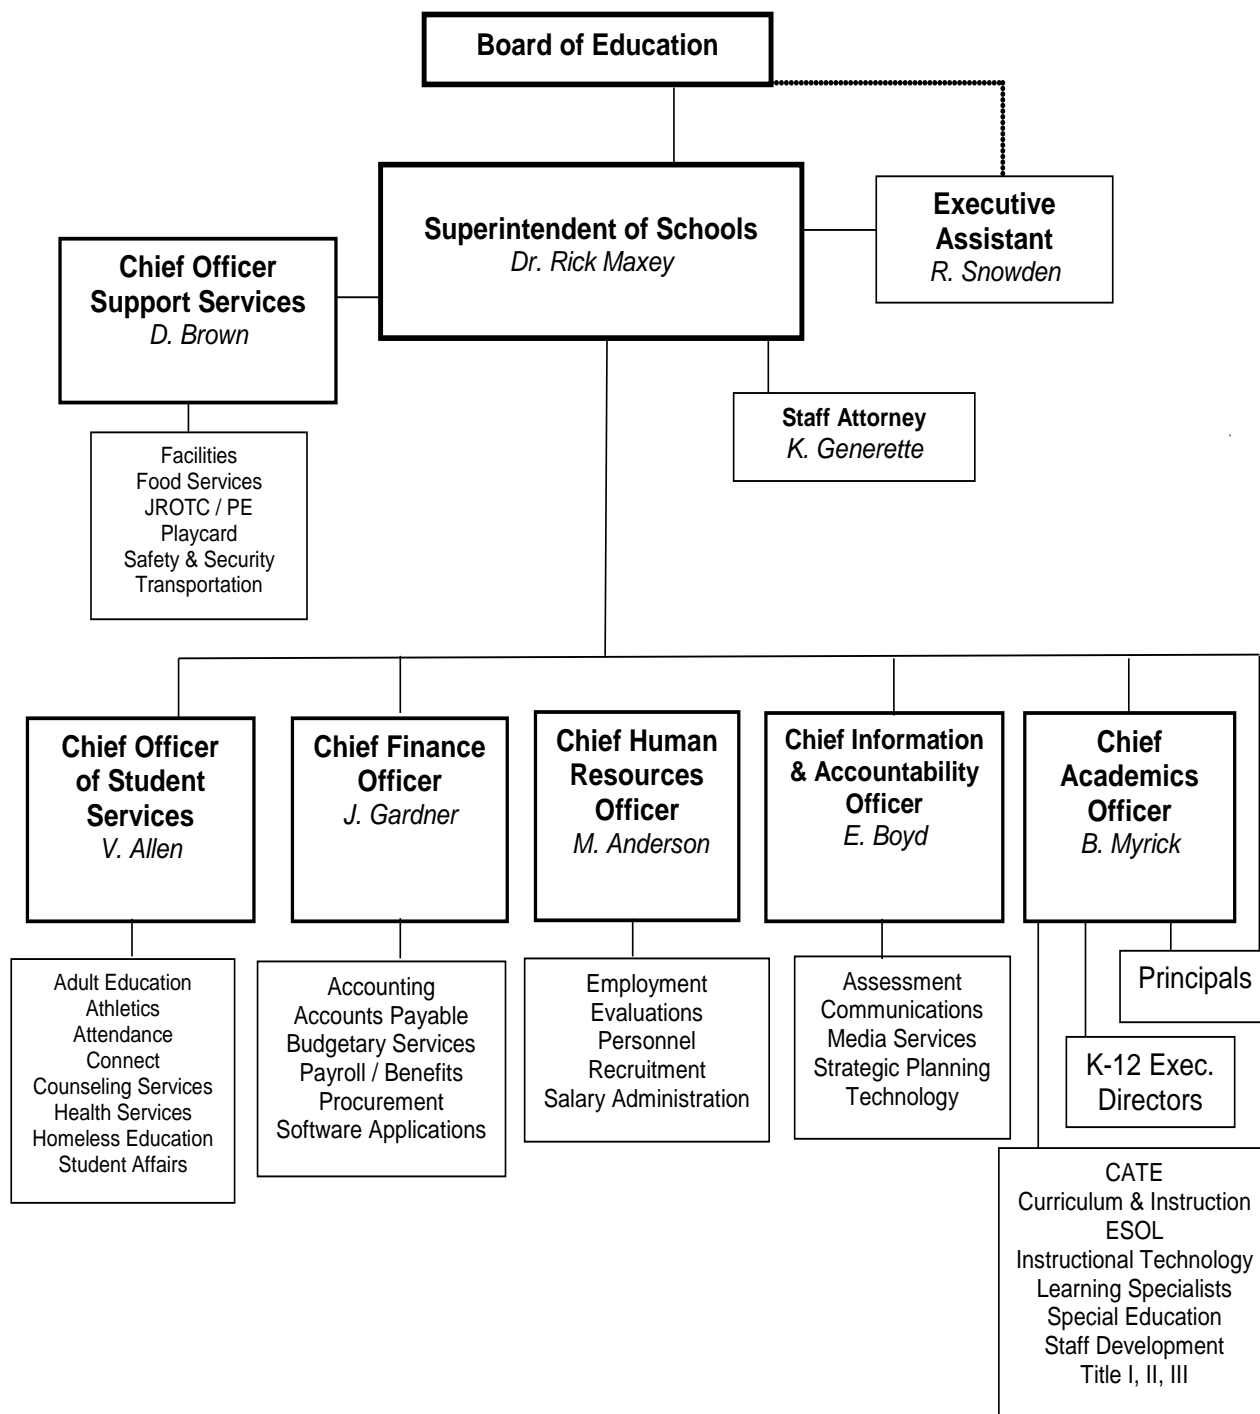 Board of Education
Superintendent of Schools
Dr. Rick Maxey
Executive
Assistant
R. Snowden
Chief Officer
Support Services
D. Brown
Staff Attorney
K. Generette
Facilities
Food Services
JROTC / PE
Playcard
Safety & Security
Transportation
Chief Officer
of Student
Services
V. Allen
Chief Finance
Officer
J. Gardner
Chief Human
Resources
Officer
M. Anderson
Chief Information
& Accountability
Officer
E. Boyd
Chief
Academics
Officer
B. Myrick
Adult Education
Athletics
Attendance
Connect
Counseling Services
Health Services
Homeless Education
Student Affairs
Accounting
Accounts Payable
Budgetary Services
Payroll / Benefits
Procurement
Software Applications
Employment
Evaluations
Personnel
Recruitment
Salary Administration
Assessment
Communications
Media Services
Strategic Planning
Technology
Principals
K-12 Exec.
Directors
CATE
Curriculum & Instruction
ESOL
Instructional Technology
Learning Specialists
Special Education
Staff Development
Title I, II, III